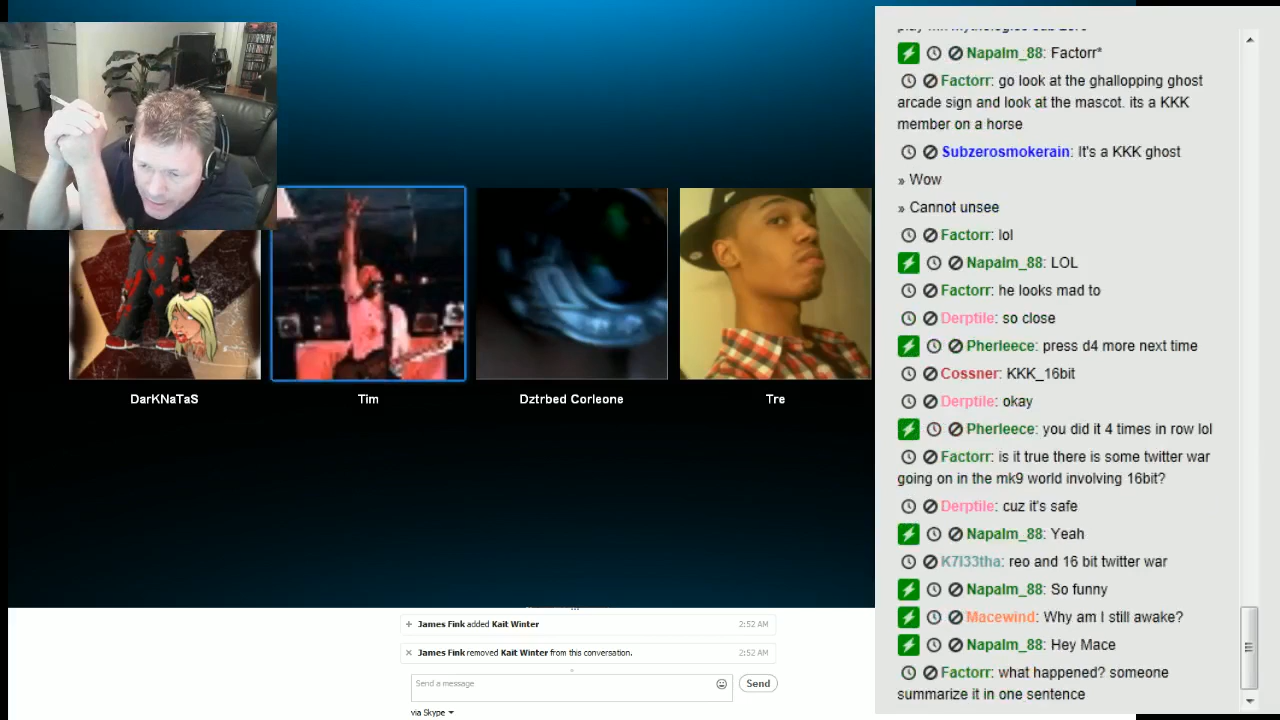 DarKNaTaS
Tim
Dztrbed Corleone
Tre
James Fink added Kait Winter
2:52 AM
James Fink removed Kait Winter from this conversation.
2:52 AM
Send a message
Send
via Skype
Napalm_88: Factorr*
Factorr: go look at the ghallopping ghost
arcade sign and look at the mascot. its a KKK
member on a horse
Subzerosmokerain: It's a KKK ghost
» Wow
» Cannot unsee
Factorr: lol
Napalm_88: LOL
Factorr: he looks mad to
Derptile: so close
Pherleece: press d4 more next time
Cossner: KKK_16bit
Derptile: okay
Pherleece: you did it 4 times in row lol
Factorr: is it true there is some twitter war
going on in the mk9 world involving 16bit?
Derptile: cuz it's safe
Napalm_88: Yeah
K7l33tha: reo and 16 bit twitter war
Napalm_88: So funny
Macewind: Why am I still awake?
Napalm_88: Hey Mace
Factorr: what happened? someone
summarize it in one sentence